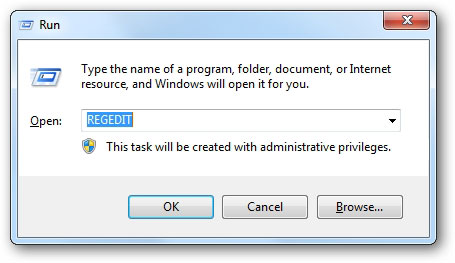 Run
Type the name of a program, folder, document, or Internet
resource, and Windows will open it for you.
Open: REGEDIT
This task will be created with administrative privileges.
OK Cancel Browse...